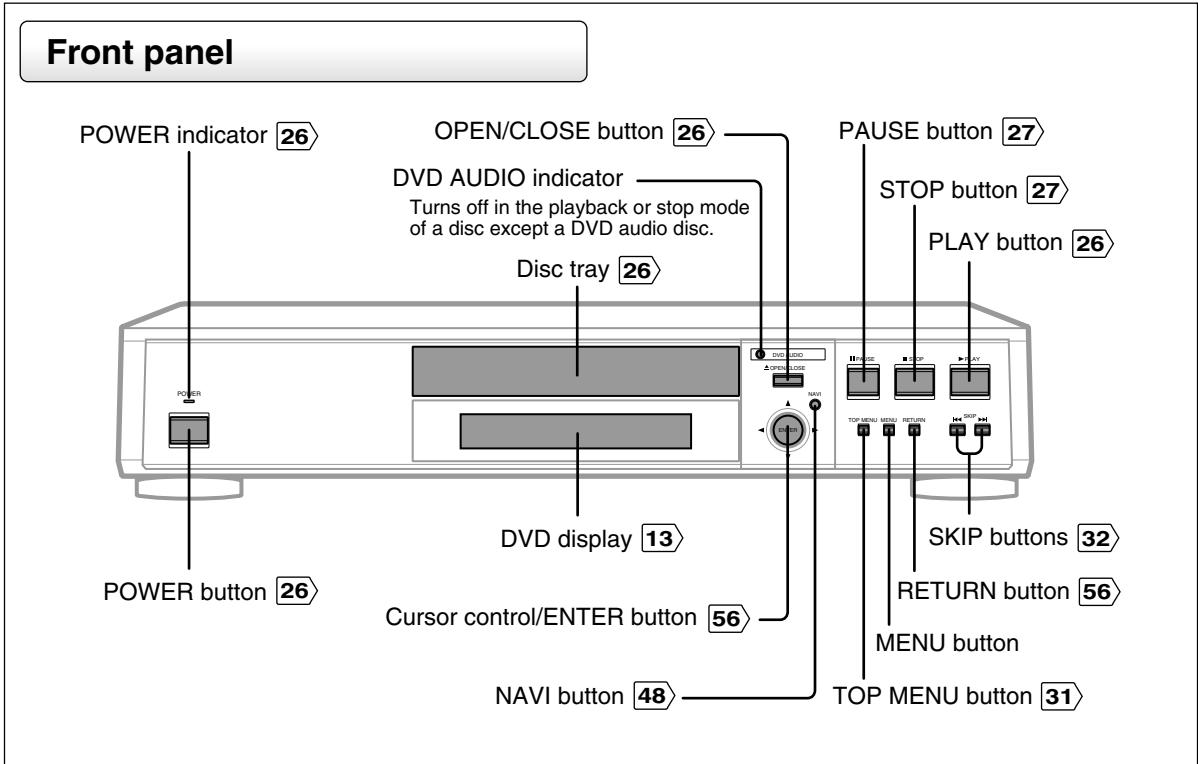 Front panel
POWER indicator 26
OPEN/CLOSE button 26
PAUSE button 27
DVD AUDIO indicator
Turns off in the playback or stop mode
of a disc except a DVD audio disc.
STOP button 27
PLAY button 26
Disc tray 26
POWER
DVD AUDIO
OPEN/CLOSE
NAVI
ENTER
PAUSE
STOP
PLAY
TOP MENU MENU RETURN
SKIP
DVD display 13
SKIP buttons 32
POWER button 26
RETURN button 56
Cursor control/ENTER button 56
MENU button
NAVI button 48
TOP MENU button 31